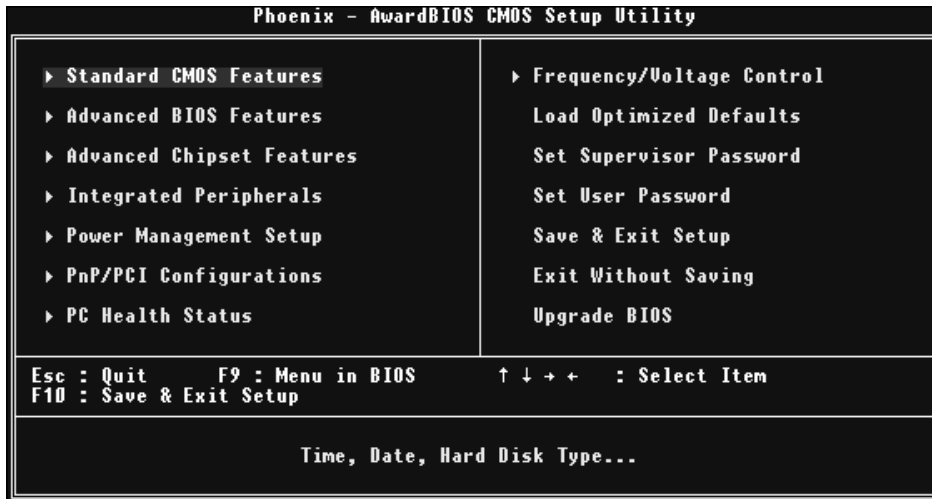 Phoenix - AwardBIOS CMOS Setup Utility
▸ Standard CMOS Features
▸ Advanced BIOS Features
▸ Advanced Chipset Features
▸ Integrated Peripherals
▸ Power Management Setup
▸ PnP/PCI Configurations
▸ PC Health Status
▸ Frequency/Voltage Control
Load Optimized Defaults
Set Supervisor Password
Set User Password
Save & Exit Setup
Exit Without Saving
Upgrade BIOS
Esc : Quit F9 : Menu in BIOS ↑ ↓ → ← : Select Item
F10 : Save & Exit Setup
Time, Date, Hard Disk Type...